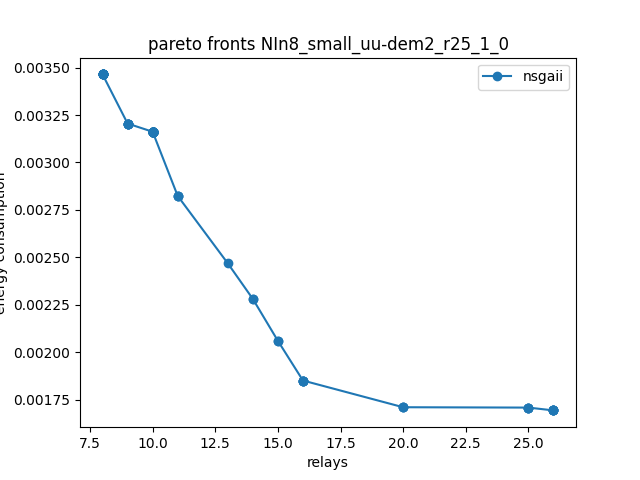 pareto fronts NIn8_small_uu-dem2_r25_1_0
nsgaii
0.00350
0.00325
0.00300
0.00275
0.00250
0.00225
0.00200
0.00175
energy consumption
7.5 10.0 12.5 15.0 17.5 20.0 22.5 25.0
relays